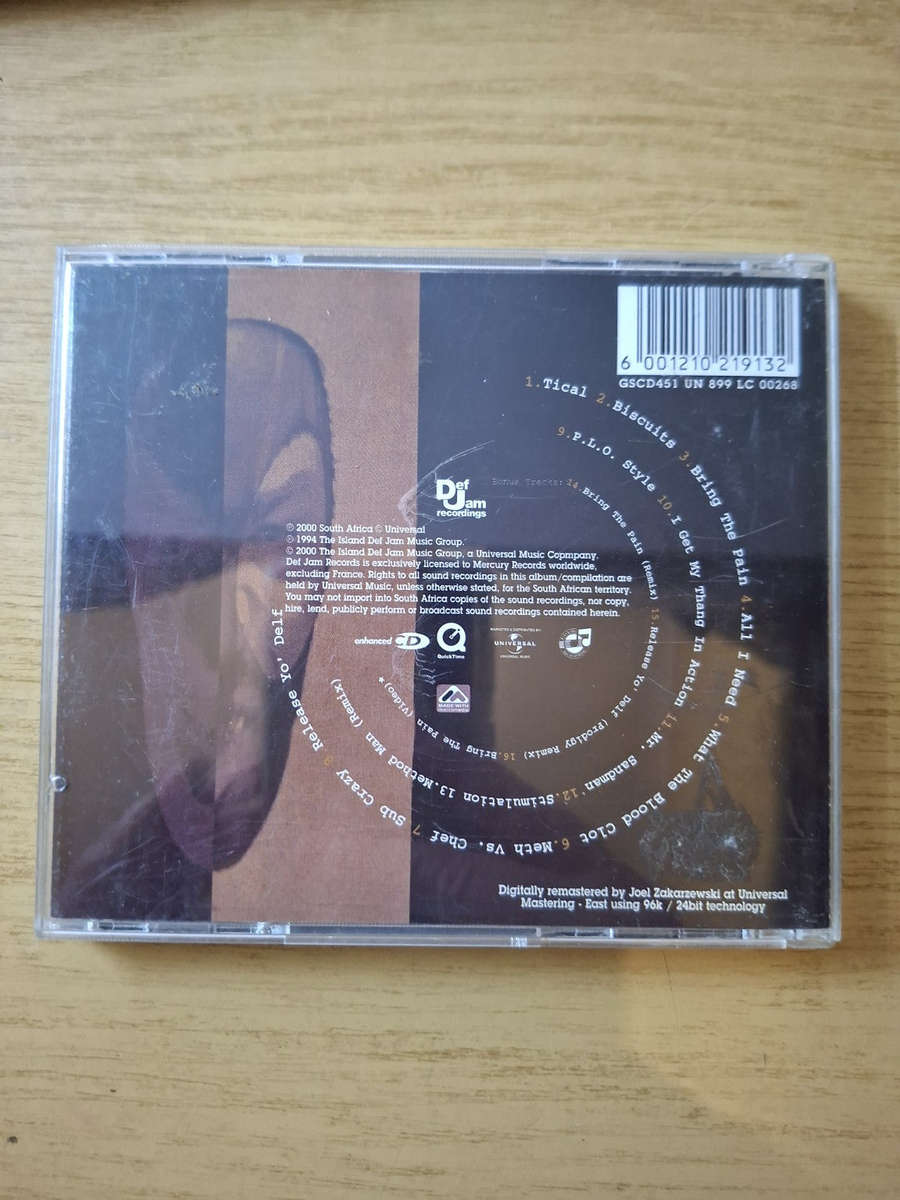 6 001210 219132
GSCD451 UN 899 LC 00268
1.Tical 2.Biscuits 3.Bring The Pain 4.All I Need 5.What The Blood Clot 6.Meth Vs. Chef 7 Sub Crazy 8 Release Yo' Delf
9.P.L.O. Style 10.I Get My Thang In Action 11.Mr. Sandman 12.Stimulation 13.Method Man (Remix)
Bonus Tracks: 14.Bring The Pain (Remix) 15.Release Yo' Delf (Prodigy Remix) 16.Bring The Pain (Video)*
Def
Jam
recordings
℗ 2000 South Africa © Universal
℗ 1994 The Island Def Jam Music Group.
© 2000 The Island Def Jam Music Group, a Universal Music Copmpany.
Def Jam Records is exclusively licensed to Mercury Records worldwide,
excluding France. Rights to all sound recordings in this album/compilation are
held by Universal Music, unless otherwise stated, for the South African territory.
You may not import into South Africa copies of the sound recordings, nor copy,
hire, lend, publicly perform or broadcast sound recordings contained herein.
enhanced CD
QuickTime
MARKETED & DISTRIBUTED BY:
UNIVERSAL
UNIVERSAL MUSIC
MADE WITH
Digitally remastered by Joel Zakarzewski at Universal
Mastering - East using 96k / 24bit technology